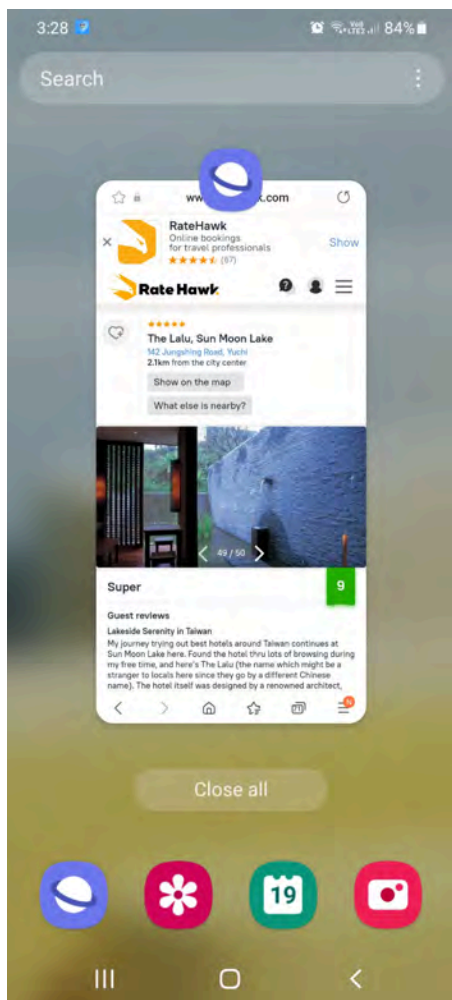 3:28
84%
Search
.com
RateHawk
Online bookings
for travel professionals
(67)
Show
Rate Hawk
The Lalu, Sun Moon Lake
142 Jungshing Road, Yuchi
2.1km from the city center
Show on the map
What else is nearby?
49 / 50
Super
9
Guest reviews
Lakeside Serenity in Taiwan
My journey trying out best hotels around Taiwan continues at
Sun Moon Lake here. Found the hotel thru lots of browsing during
my free time, and here's The Lalu (the name which might be a
stranger to locals here since they go by a different Chinese
name). The hotel itself was designed by a renowned architect,
Close all
19